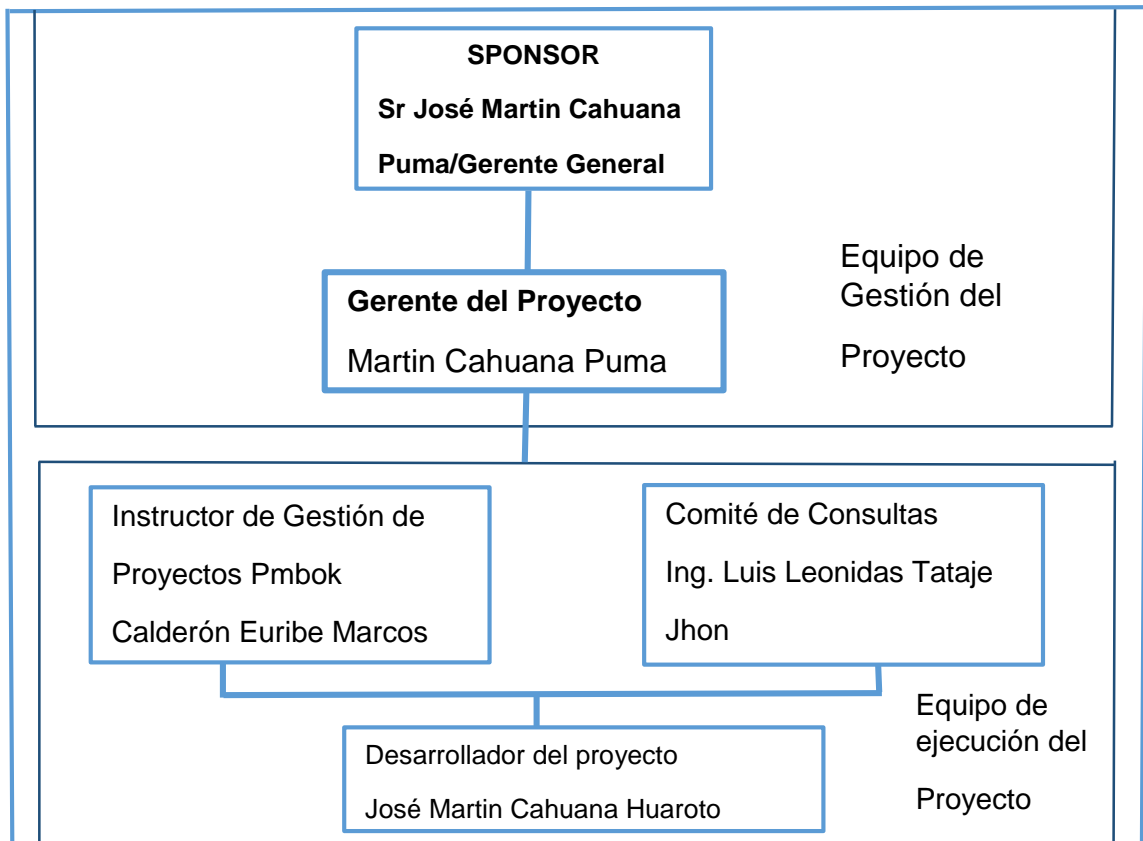 SPONSOR
Sr José Martin Cahuana
Puma/Gerente General
Gerente del Proyecto
Martin Cahuana Puma
Equipo de
Gestión del
Proyecto
Instructor de Gestión de
Proyectos Pmbok
Calderón Euribe Marcos
Comité de Consultas
Ing. Luis Leonidas Tataje
Jhon
Desarrollador del proyecto
José Martin Cahuana Huaroto
Equipo de
ejecución del
Proyecto